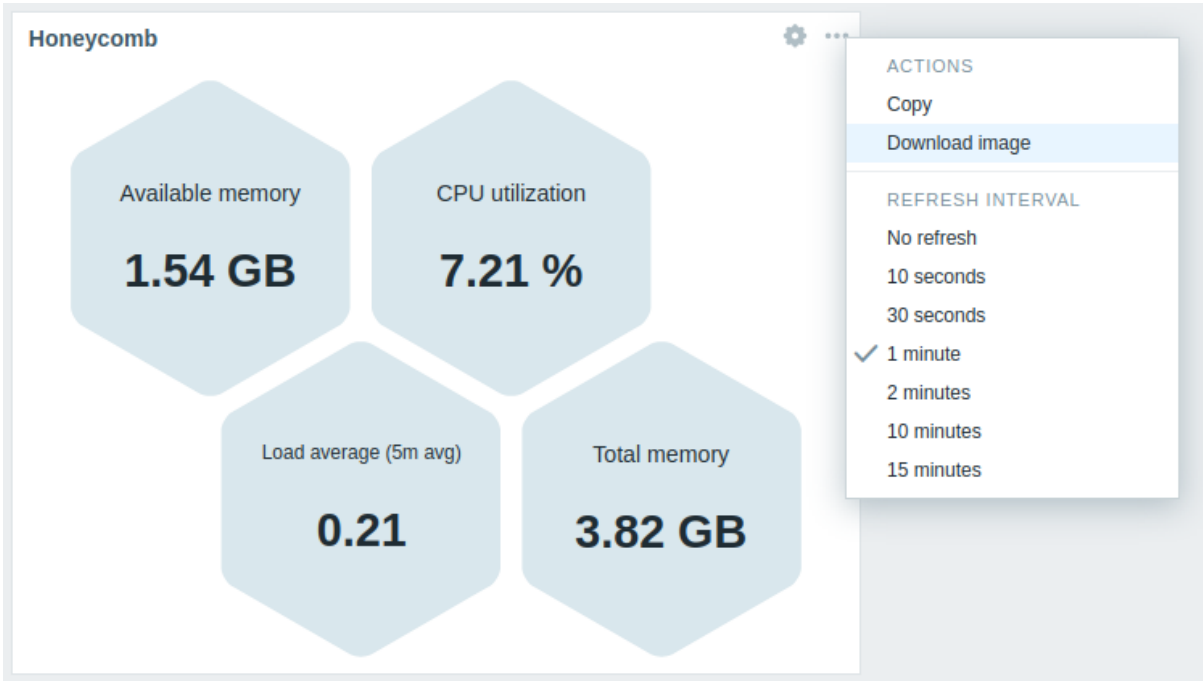 Honeycomb
Available memory
1.54 GB
CPU utilization
7.21 %
Load average (5m avg)
0.21
Total memory
3.82 GB
ACTIONS
Copy
Download image
REFRESH INTERVAL
No refresh
10 seconds
30 seconds
1 minute
2 minutes
10 minutes
15 minutes